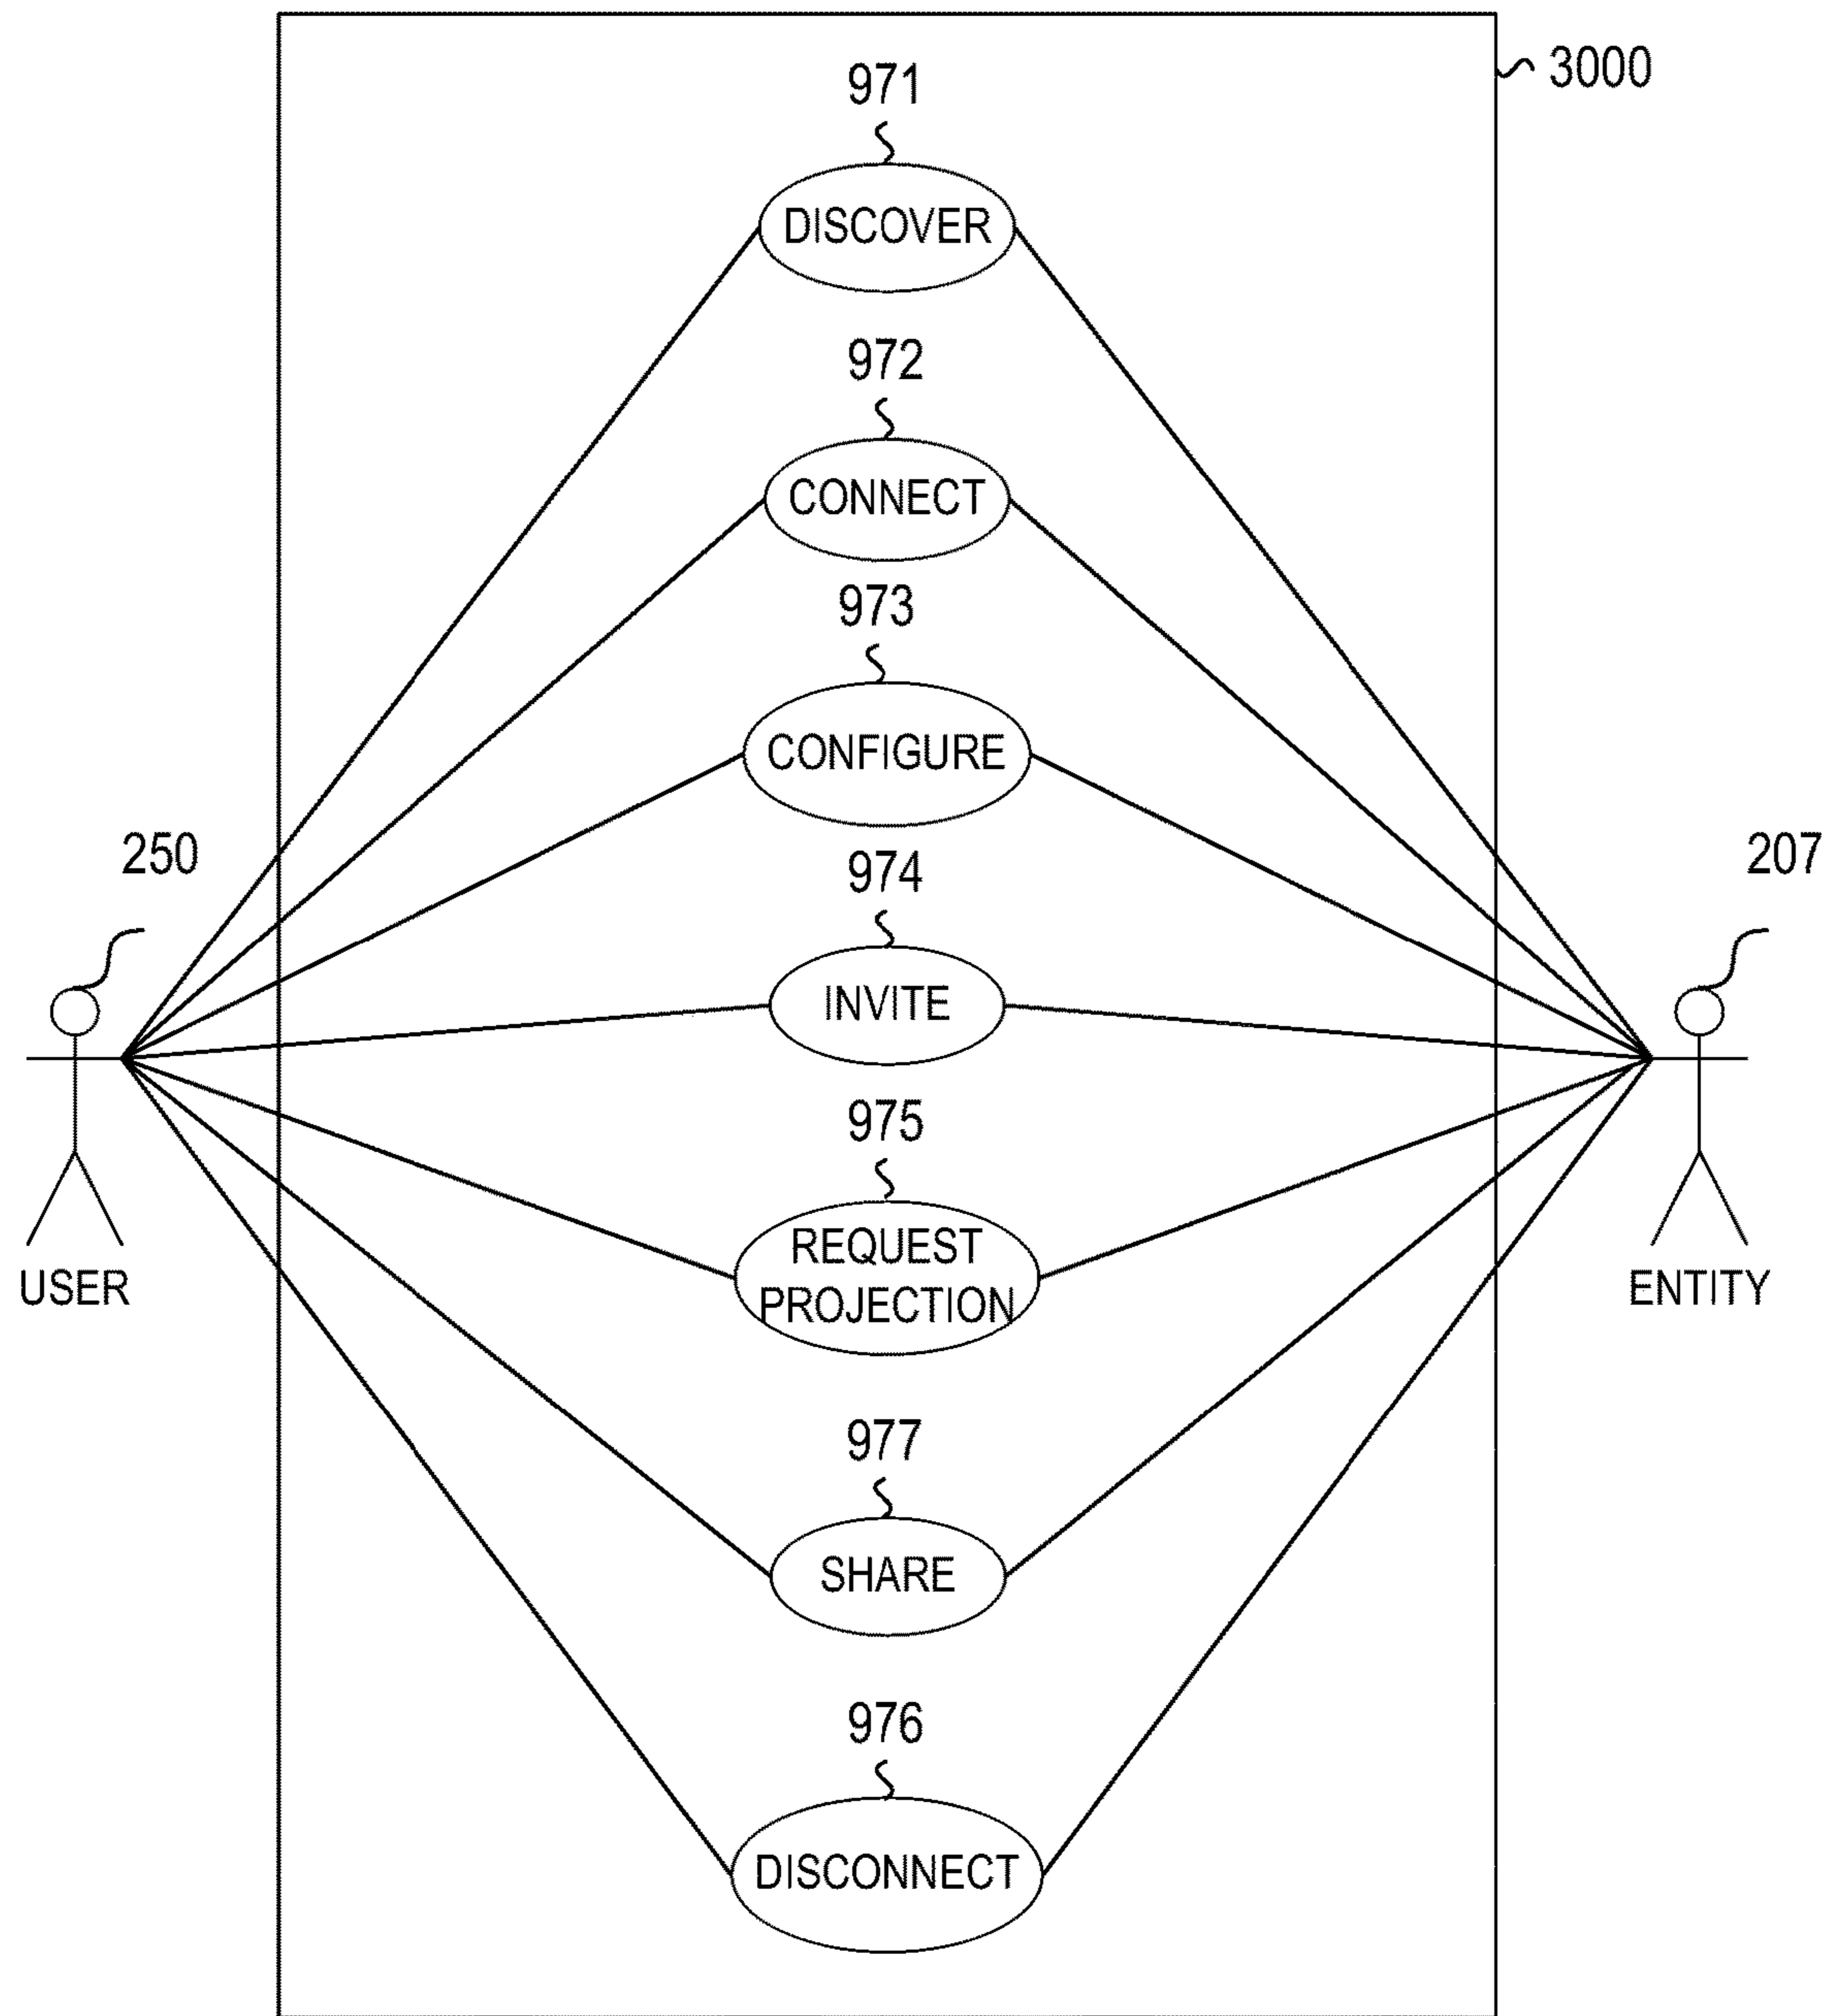 3000
971
DISCOVER
972
CONNECT
973
CONFIGURE
250
974
207
INVITE
975
REQUEST
PROJECTION
USER
ENTITY
977
SHARE
976
DISCONNECT